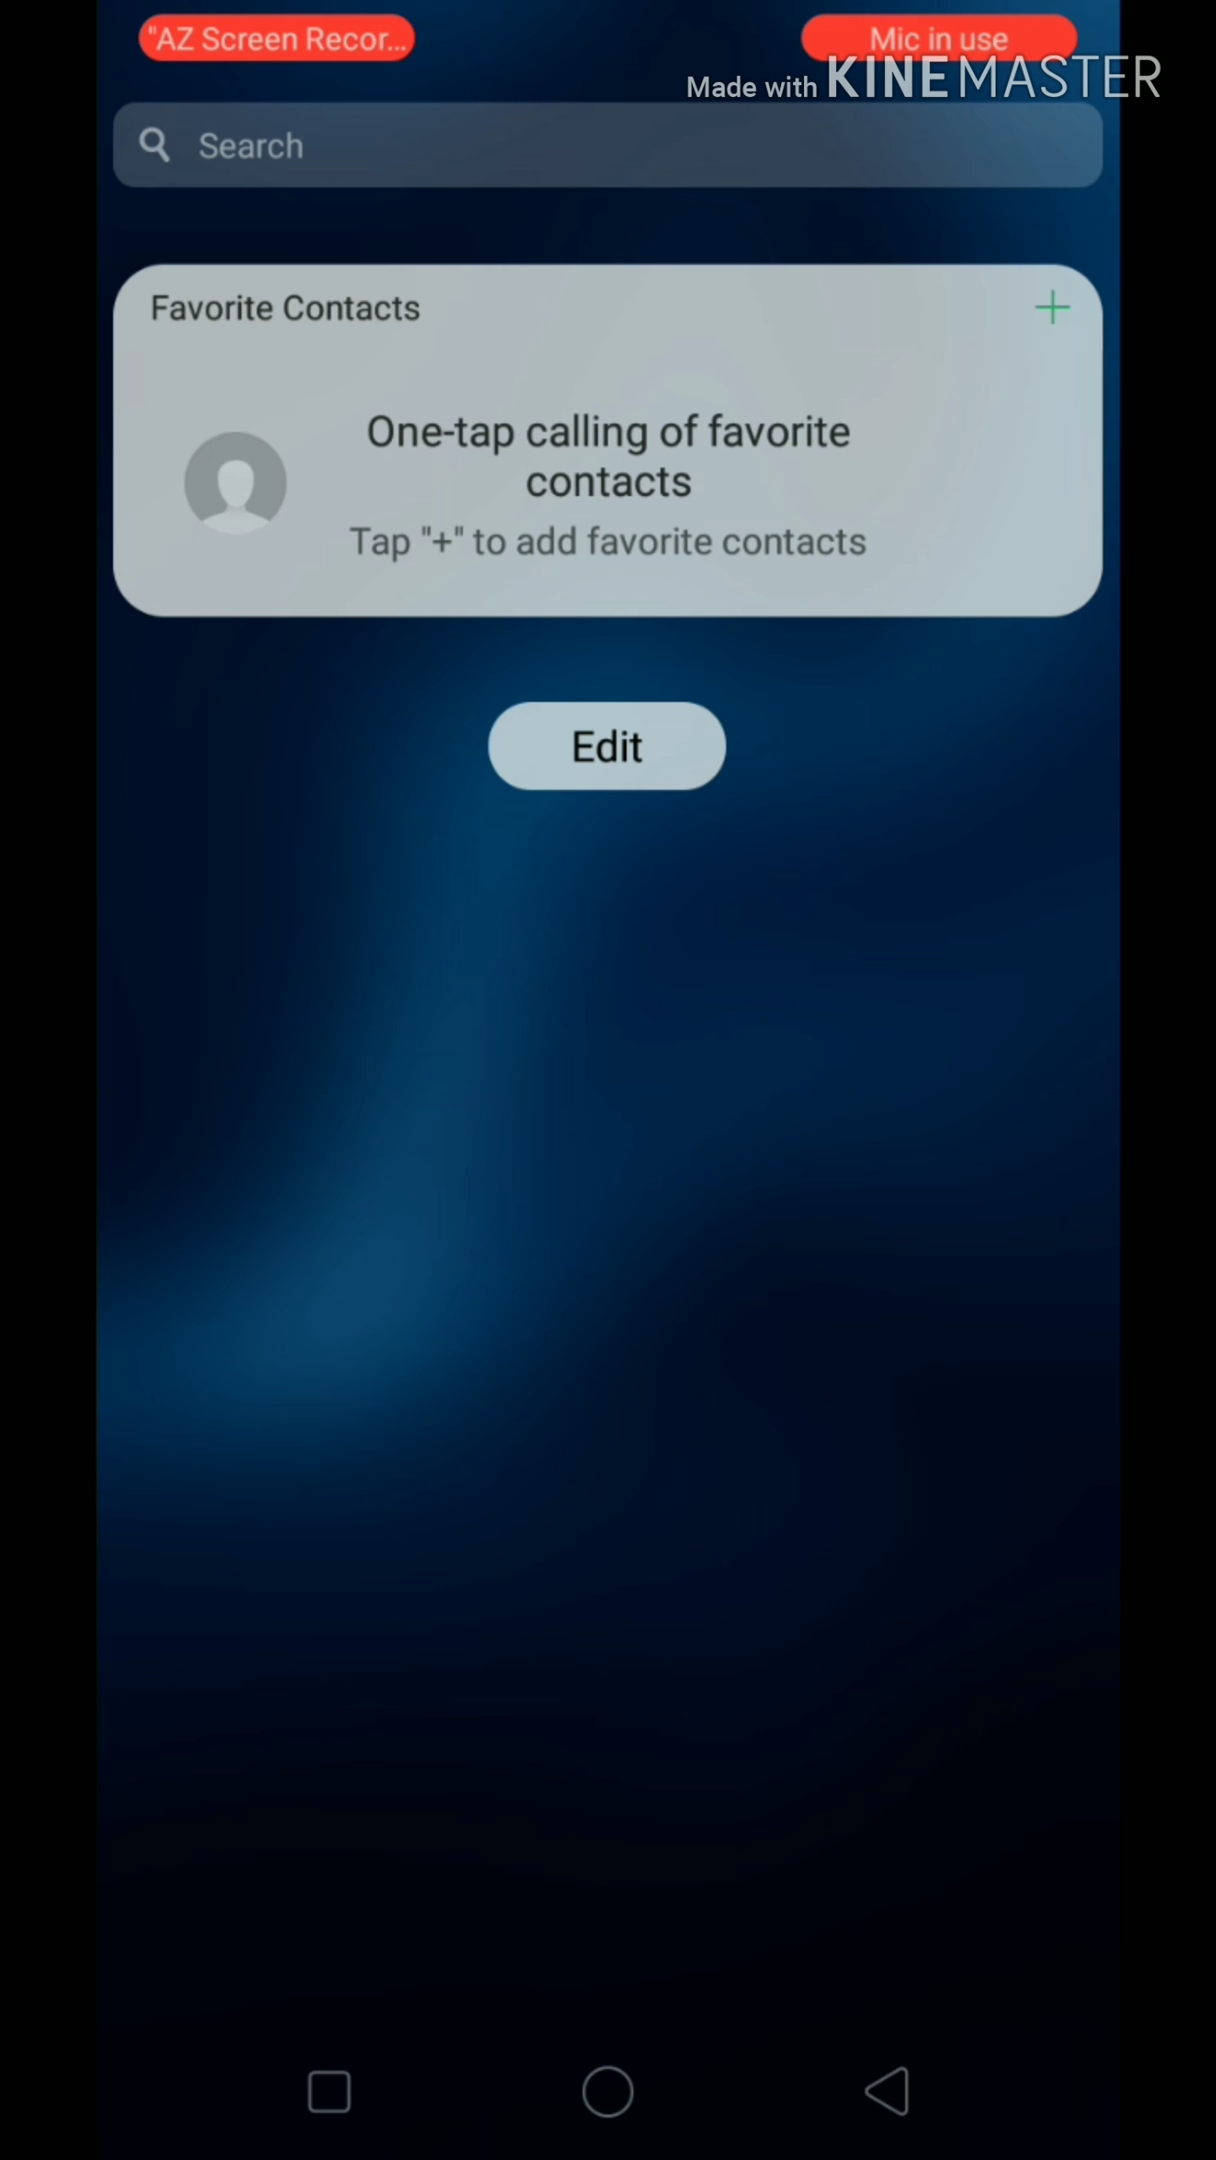 "AZ Screen Recor...
Mic in use
Made with KINEMASTER
Search
Favorite Contacts
One-tap calling of favorite
contacts
Tap "+" to add favorite contacts
Edit